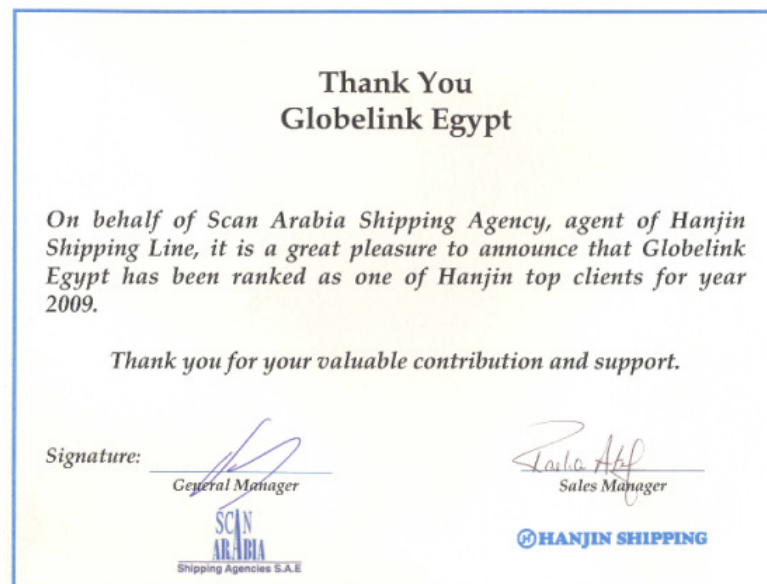 Thank You
Globelink Egypt
On behalf of Scan Arabia Shipping Agency, agent of Hanjin
Shipping Line, it is a great pleasure to announce that Globelink
Egypt has been ranked as one of Hanjin top clients for year
2009.
Thank you for your valuable contribution and support.
Signature:
General Manager
Sales Manager
SCAN
ARABIA
Shipping Agencies S.A.E
HANJIN SHIPPING